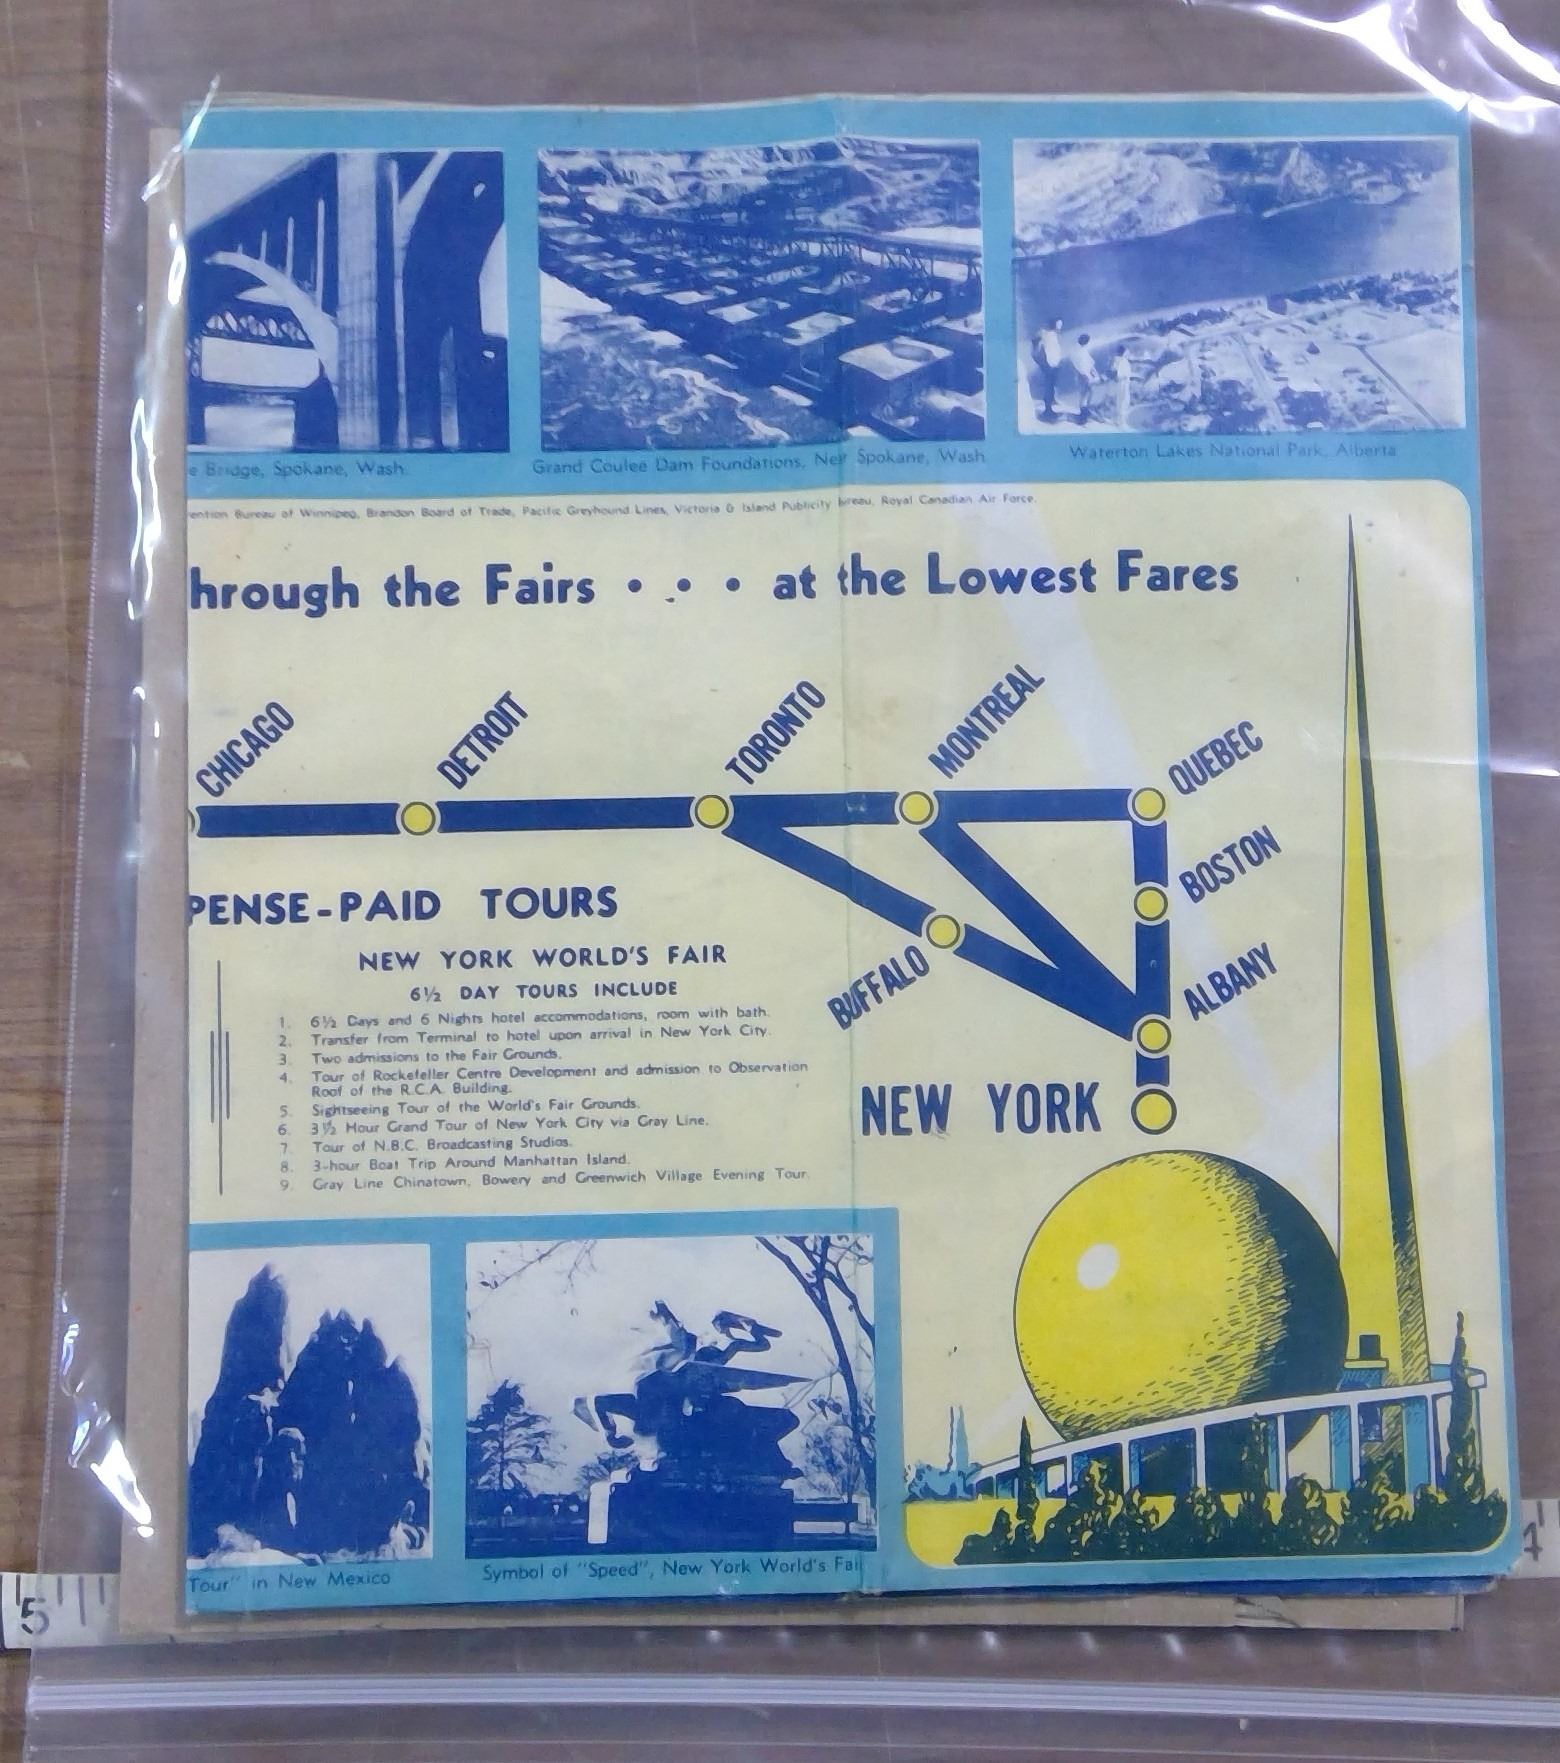 e Bridge, Spokane, Wash.
Grand Coulee Dam Foundations, Near Spokane, Wash.
Waterton Lakes National Park, Alberta
ention Bureau of Winnipeg, Brandon Board of Trade, Pacific Greyhound Lines, Victoria & Island Publicity Bureau, Royal Canadian Air Force.
hrough the Fairs • • • at the Lowest Fares
CHICAGO
DETROIT
TORONTO
MONTREAL
QUEBEC
BOSTON
BUFFALO
ALBANY
NEW YORK
PENSE-PAID TOURS
NEW YORK WORLD'S FAIR
6½ DAY TOURS INCLUDE
1. 6½ Days and 6 Nights hotel accommodations, room with bath.
2. Transfer from Terminal to hotel upon arrival in New York City.
3. Two admissions to the Fair Grounds.
4. Tour of Rockefeller Centre Development and admission to Observation
Roof of the R.C.A. Building.
5. Sightseeing Tour of the World's Fair Grounds.
6. 3½ Hour Grand Tour of New York City via Gray Line.
7. Tour of N.B.C. Broadcasting Studios.
8. 3-hour Boat Trip Around Manhattan Island.
9. Gray Line Chinatown, Bowery and Greenwich Village Evening Tour.
Tour" in New Mexico
Symbol of "Speed", New York World's Fair
5